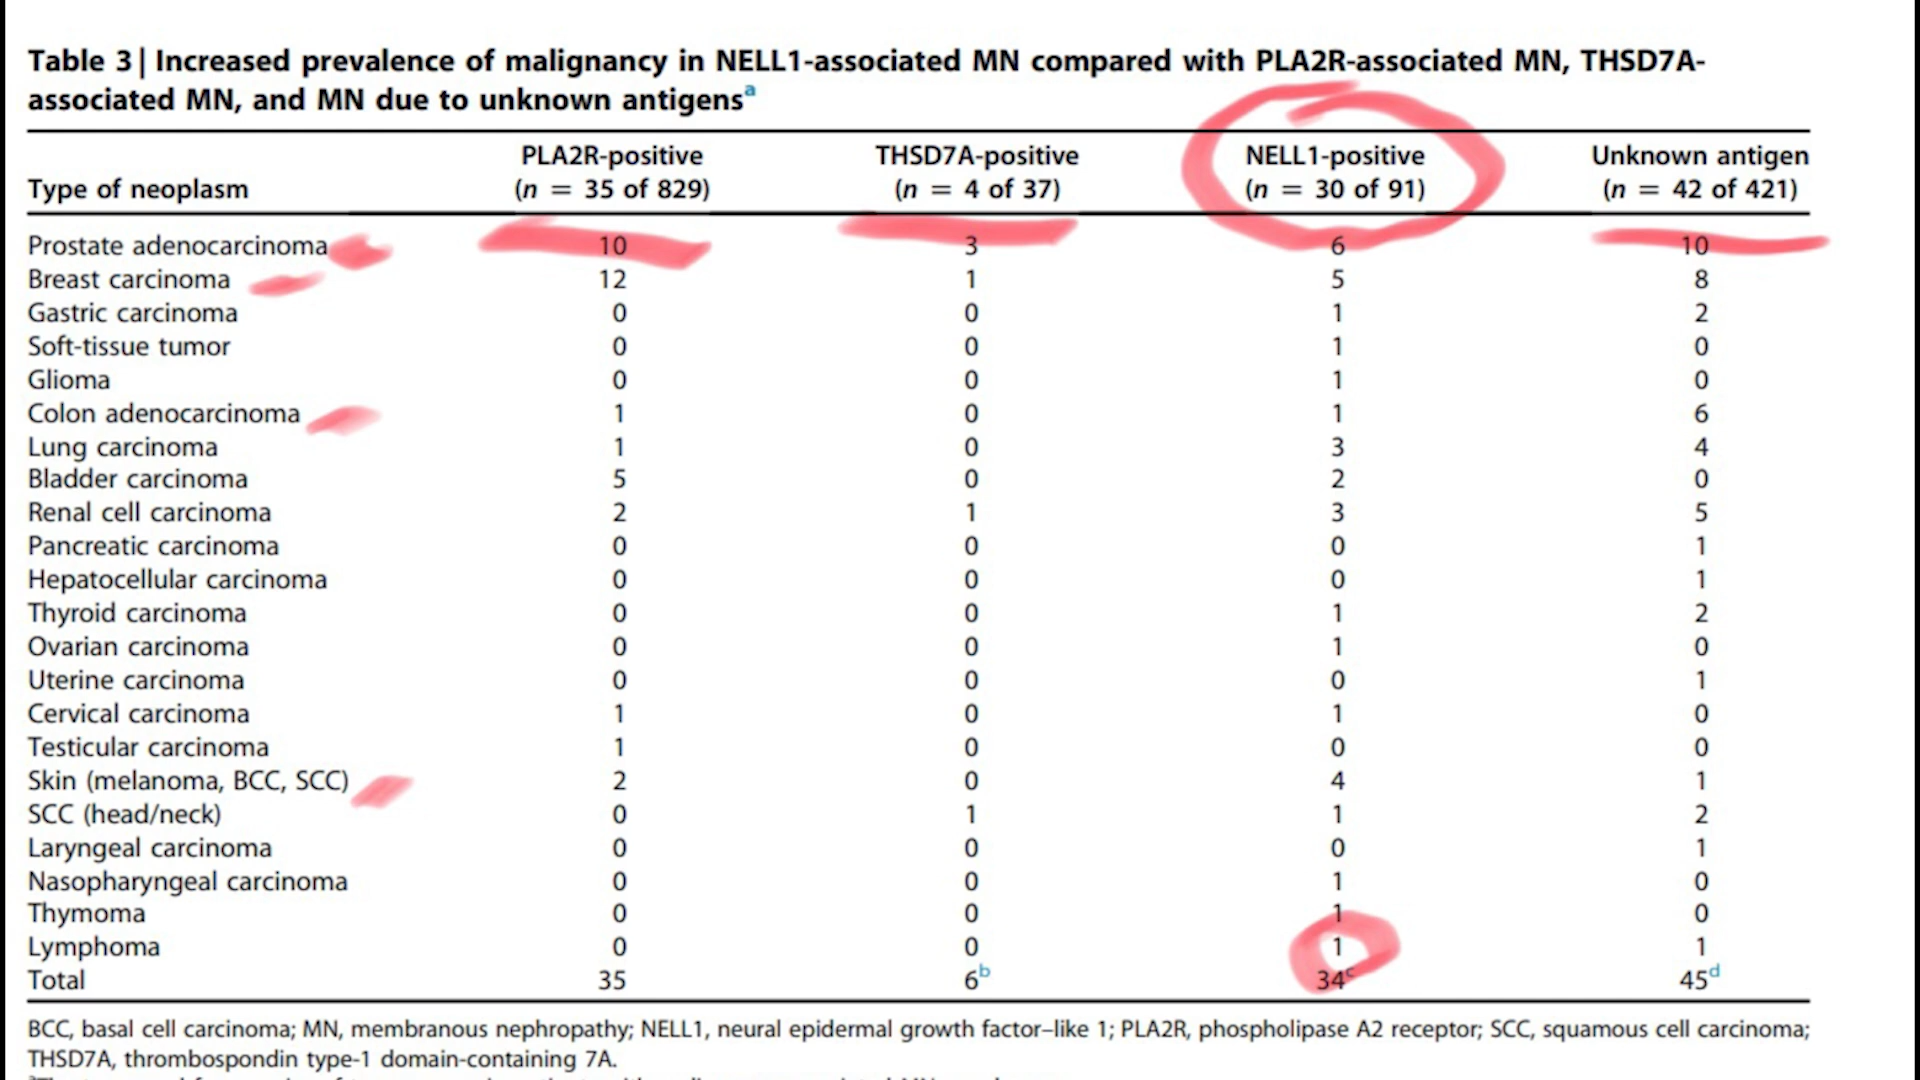 Table 3 | Increased prevalence of malignancy in NELL1-associated MN compared with PLA2R-associated MN, THSD7A-
associated MN, and MN due to unknown antigensa
Type of neoplasm PLA2R-positive (n = 35 of 829) THSD7A-positive (n = 4 of 37) NELL1-positive (n = 30 of 91) Unknown antigen (n = 42 of 421)
Prostate adenocarcinoma 10 3 6 10
Breast carcinoma 12 1 5 8
Gastric carcinoma 0 0 1 2
Soft-tissue tumor 0 0 1 0
Glioma 0 0 1 0
Colon adenocarcinoma 1 0 1 6
Lung carcinoma 1 0 3 4
Bladder carcinoma 5 0 2 0
Renal cell carcinoma 2 1 3 5
Pancreatic carcinoma 0 0 0 1
Hepatocellular carcinoma 0 0 0 1
Thyroid carcinoma 0 0 1 2
Ovarian carcinoma 0 0 1 0
Uterine carcinoma 0 0 0 1
Cervical carcinoma 1 0 1 0
Testicular carcinoma 1 0 0 0
Skin (melanoma, BCC, SCC) 2 0 4 1
SCC (head/neck) 0 1 1 2
Laryngeal carcinoma 0 0 0 1
Nasopharyngeal carcinoma 0 0 1 0
Thymoma 0 0 1 0
Lymphoma 0 0 1 1
Total 35 6b 34c 45d
BCC, basal cell carcinoma; MN, membranous nephropathy; NELL1, neural epidermal growth factor–like 1; PLA2R, phospholipase A2 receptor; SCC, squamous cell carcinoma;
THSD7A, thrombospondin type-1 domain-containing 7A.